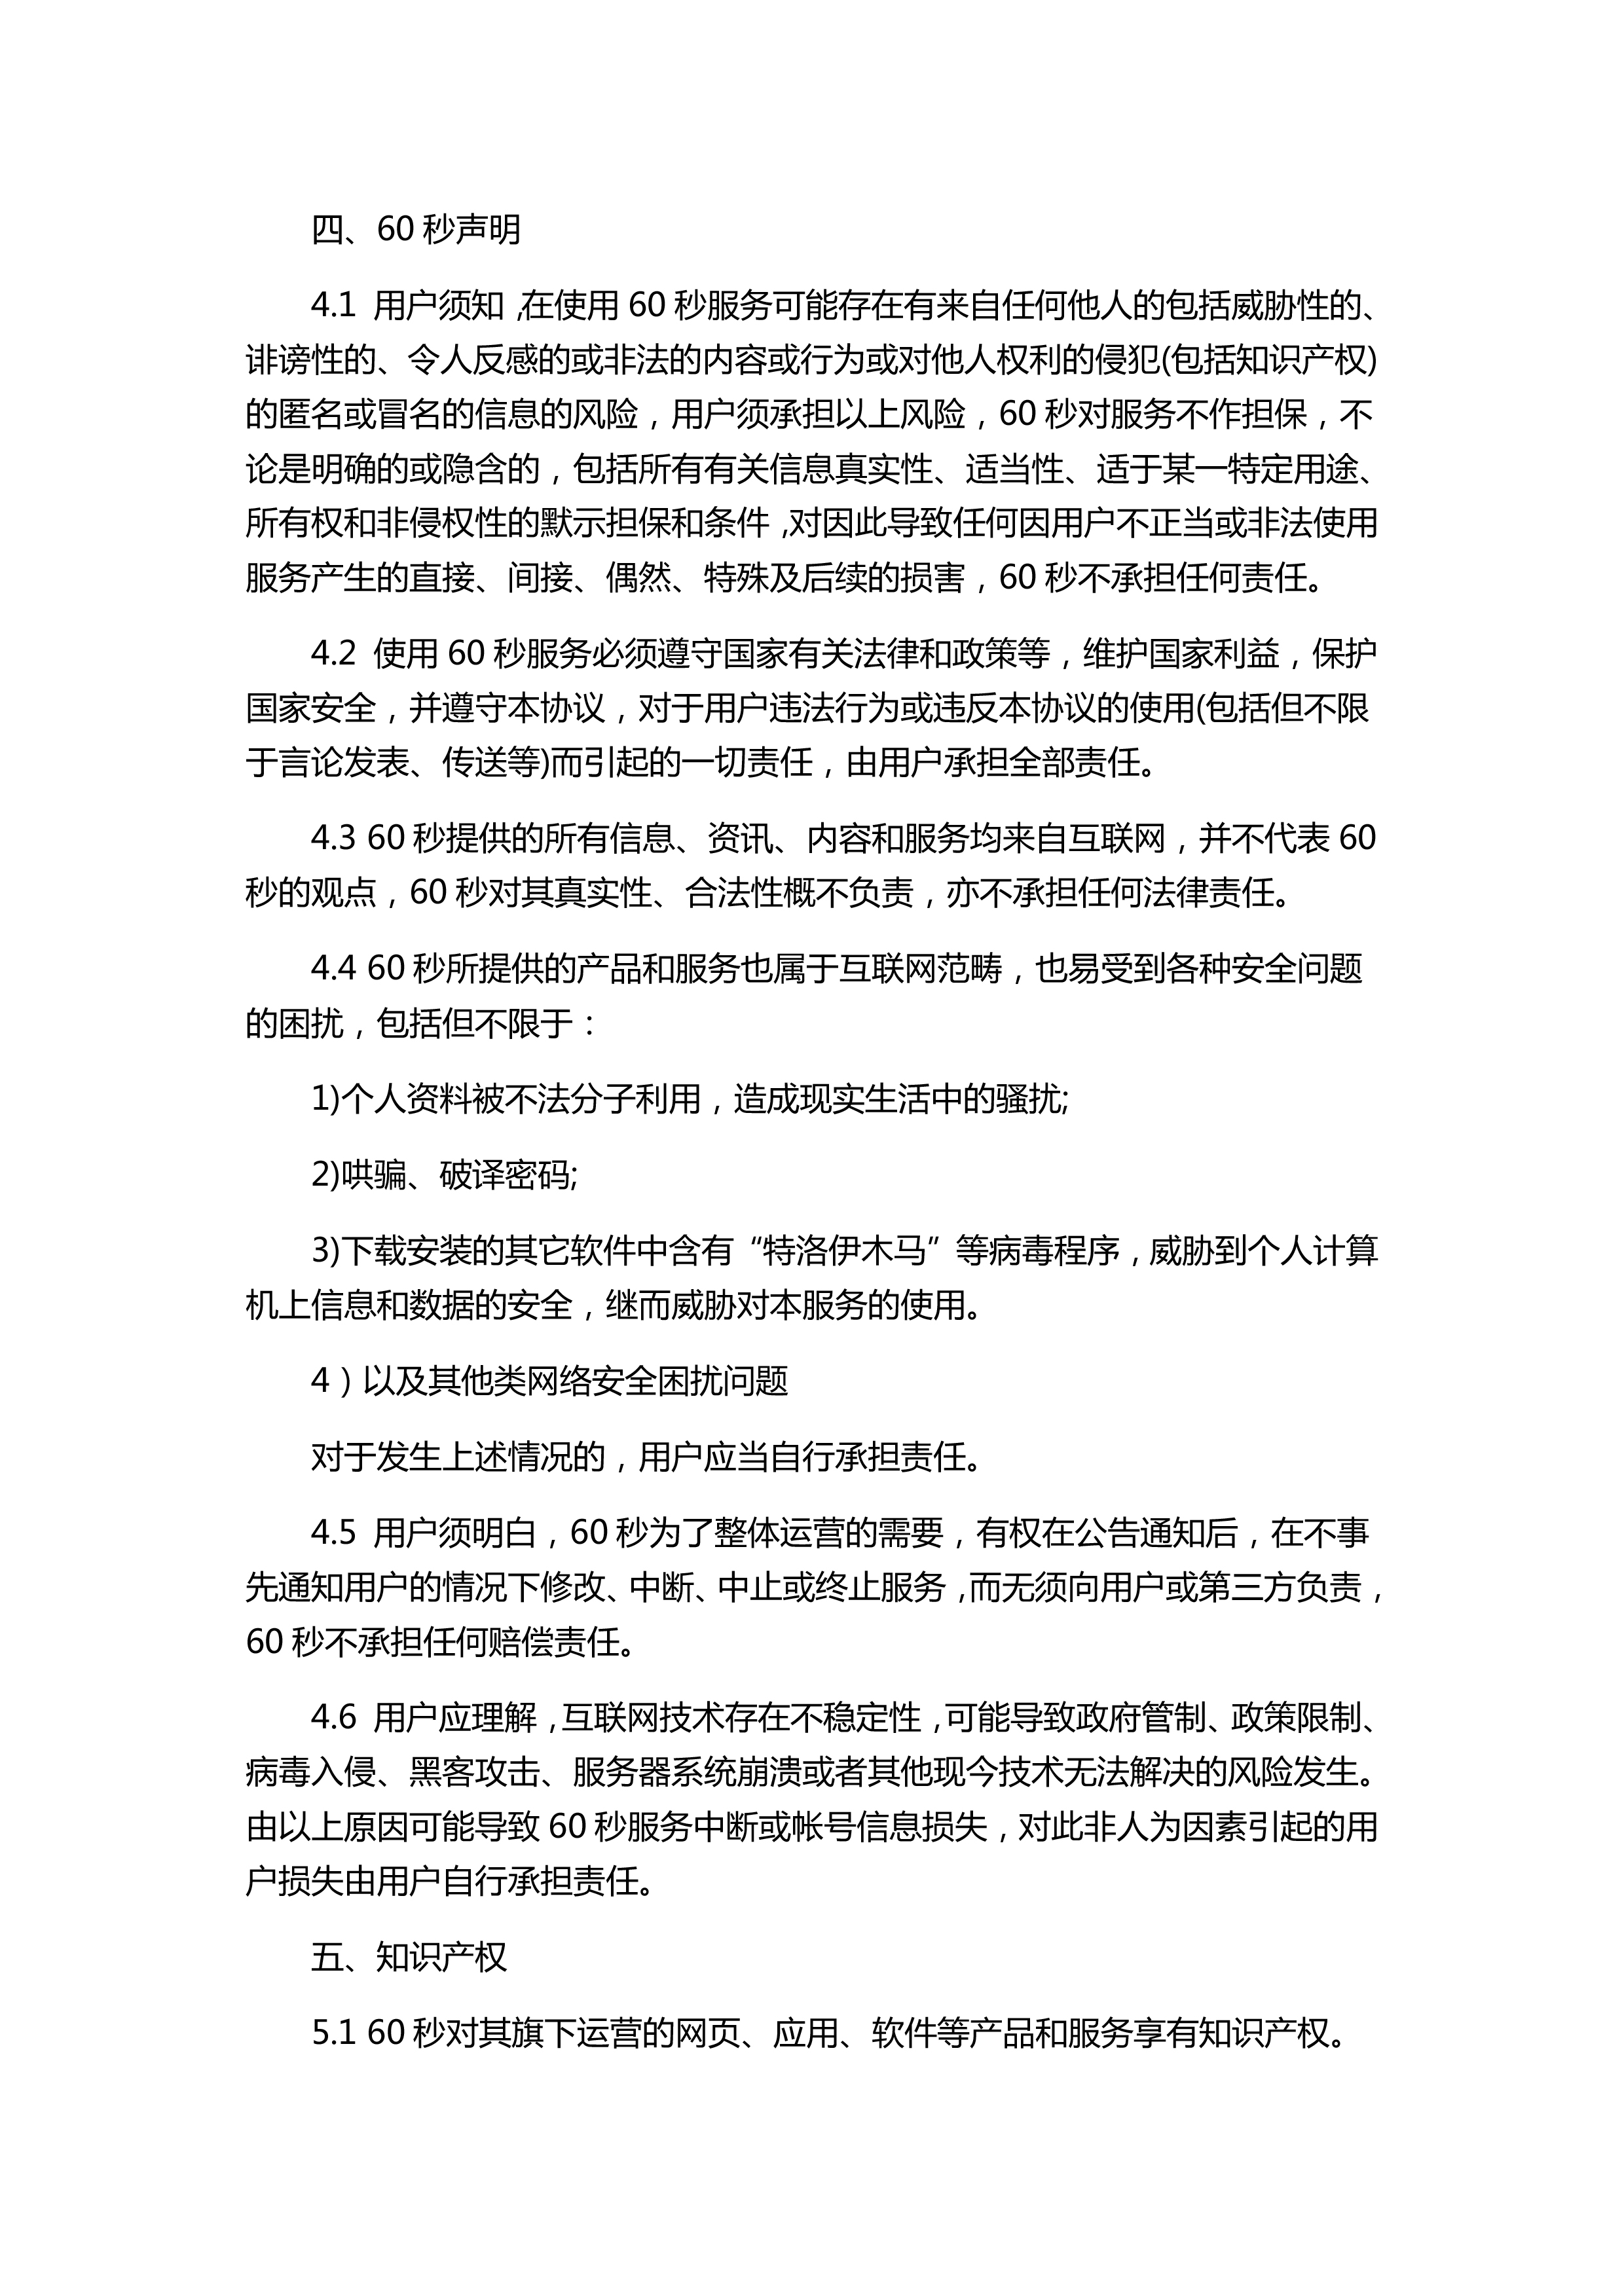 四、60 秒声明
4.1 用户须知，在使用 60 秒服务可能存在有来自任何他人的包括威胁性的、
诽谤性的、令人反感的或非法的内容或行为或对他人权利的侵犯(包括知识产权)
的匿名或冒名的信息的风险，用户须承担以上风险，60 秒对服务不作担保，不
论是明确的或隐含的，包括所有有关信息真实性、适当性、适于某一特定用途、
所有权和非侵权性的默示担保和条件，对因此导致任何因用户不正当或非法使用
服务产生的直接、间接、偶然、特殊及后续的损害，60 秒不承担任何责任。
4.2 使用 60 秒服务必须遵守国家有关法律和政策等，维护国家利益，保护
国家安全，并遵守本协议，对于用户违法行为或违反本协议的使用(包括但不限
于言论发表、传送等)而引起的一切责任，由用户承担全部责任。
4.3 60 秒提供的所有信息、资讯、内容和服务均来自互联网，并不代表 60
秒的观点，60 秒对其真实性、合法性概不负责，亦不承担任何法律责任。
4.4 60 秒所提供的产品和服务也属于互联网范畴，也易受到各种安全问题
的困扰，包括但不限于：
1)个人资料被不法分子利用，造成现实生活中的骚扰;
2)哄骗、破译密码;
3)下载安装的其它软件中含有“特洛伊木马”等病毒程序，威胁到个人计算
机上信息和数据的安全，继而威胁对本服务的使用。
4）以及其他类网络安全困扰问题
对于发生上述情况的，用户应当自行承担责任。
4.5 用户须明白，60 秒为了整体运营的需要，有权在公告通知后，在不事
先通知用户的情况下修改、中断、中止或终止服务，而无须向用户或第三方负责，
60 秒不承担任何赔偿责任。
4.6 用户应理解，互联网技术存在不稳定性，可能导致政府管制、政策限制、
病毒入侵、黑客攻击、服务器系统崩溃或者其他现今技术无法解决的风险发生。
由以上原因可能导致 60 秒服务中断或帐号信息损失，对此非人为因素引起的用
户损失由用户自行承担责任。
五、知识产权
5.1 60 秒对其旗下运营的网页、应用、软件等产品和服务享有知识产权。